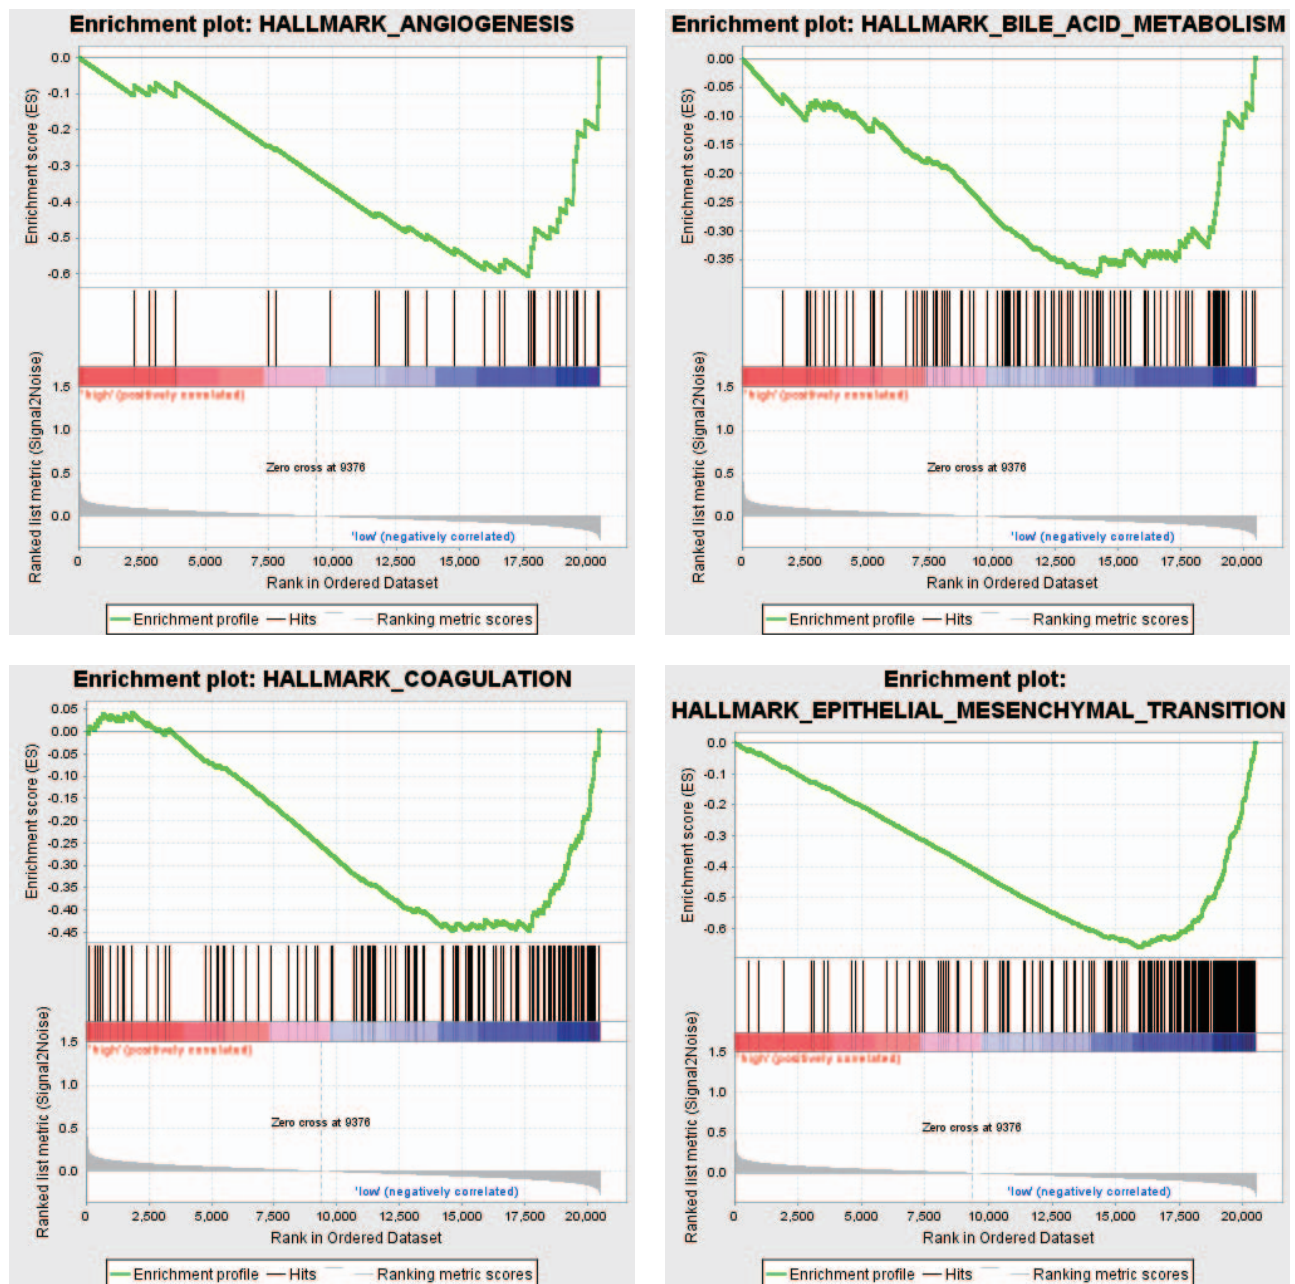 Enrichment plot: HALLMARK_ANGIOGENESIS
Enrichment score (ES)
0.0
-0.1
-0.2
-0.3
-0.4
-0.5
-0.6
Ranked list metric (Signal2Noise)
1.5
1.0
0.5
0.0
'high' (positively correlated)
Zero cross at 9376
'low' (negatively correlated)
0 2,500 5,000 7,500 10,000 12,500 15,000 17,500 20,000
Rank in Ordered Dataset
Enrichment profile Hits Ranking metric scores
Enrichment plot: HALLMARK_BILE_ACID_METABOLISM
Enrichment score (ES)
0.00
-0.05
-0.10
-0.15
-0.20
-0.25
-0.30
-0.35
Ranked list metric (Signal2Noise)
1.5
1.0
0.5
0.0
'high' (positively correlated)
Zero cross at 9376
'low' (negatively correlated)
0 2,500 5,000 7,500 10,000 12,500 15,000 17,500 20,000
Rank in Ordered Dataset
Enrichment profile Hits Ranking metric scores
Enrichment plot: HALLMARK_COAGULATION
Enrichment score (ES)
0.05
0.00
-0.05
-0.10
-0.15
-0.20
-0.25
-0.30
-0.35
-0.40
-0.45
Ranked list metric (Signal2Noise)
1.5
1.0
0.5
0.0
'high' (positively correlated)
Zero cross at 9376
'low' (negatively correlated)
0 2,500 5,000 7,500 10,000 12,500 15,000 17,500 20,000
Rank in Ordered Dataset
Enrichment profile Hits Ranking metric scores
Enrichment plot:
HALLMARK_EPITHELIAL_MESENCHYMAL_TRANSITION
Enrichment score (ES)
0.0
-0.1
-0.2
-0.3
-0.4
-0.5
-0.6
Ranked list metric (Signal2Noise)
1.5
1.0
0.5
0.0
'high' (positively correlated)
Zero cross at 9376
'low' (negatively correlated)
0 2,500 5,000 7,500 10,000 12,500 15,000 17,500 20,000
Rank in Ordered Dataset
Enrichment profile Hits Ranking metric scores